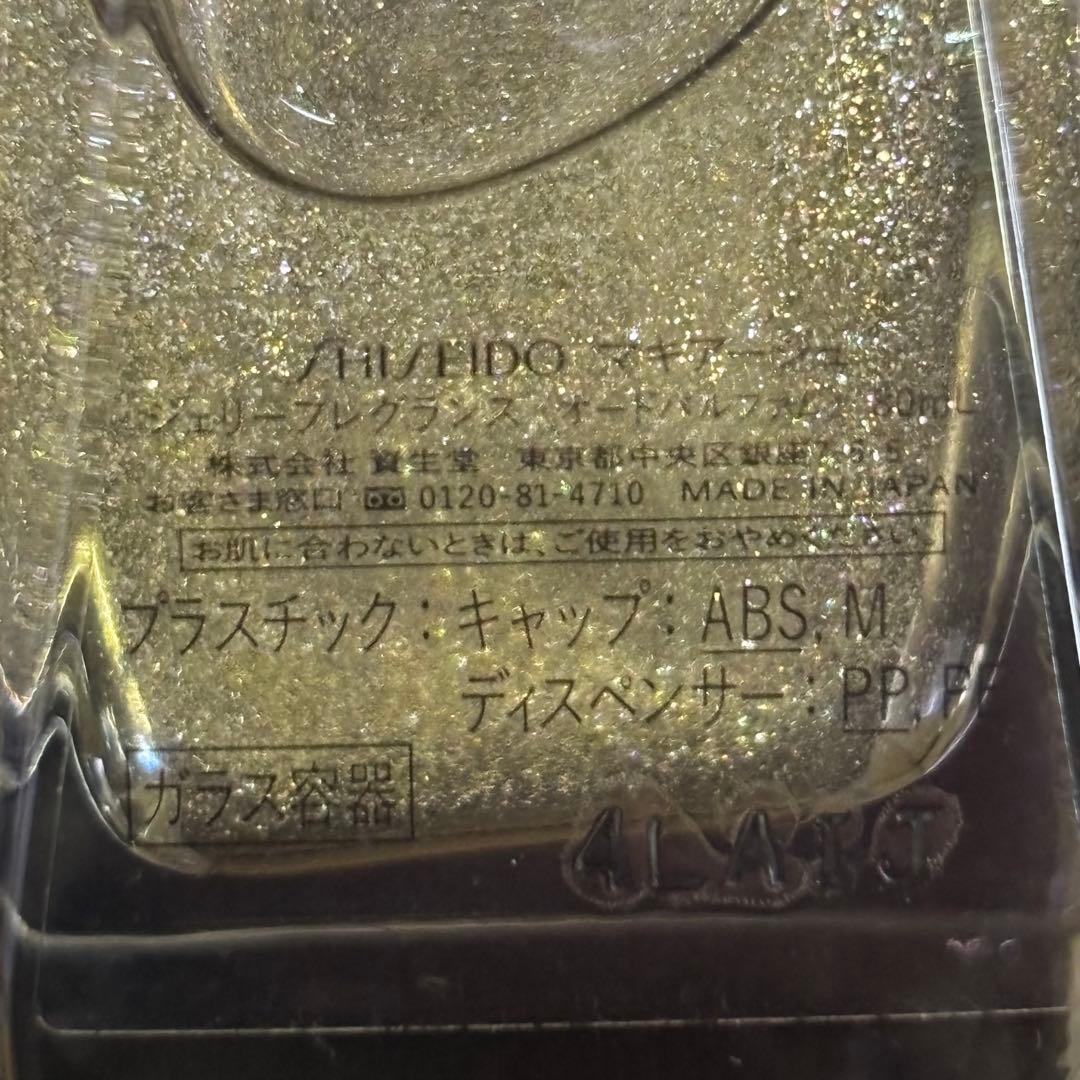 SHISEIDO マキアージュ
ジェリーフレグランス オードパルファム
株式会社 資生堂 東京都中央区銀座7-5-5
お客さま窓口 0120-81-4710 MADE IN JAPAN
お肌に合わないときは、ご使用をおやめください。
プラスチック：キャップ：ABS, M
ディスペンサー：PP, PE
ガラス容器